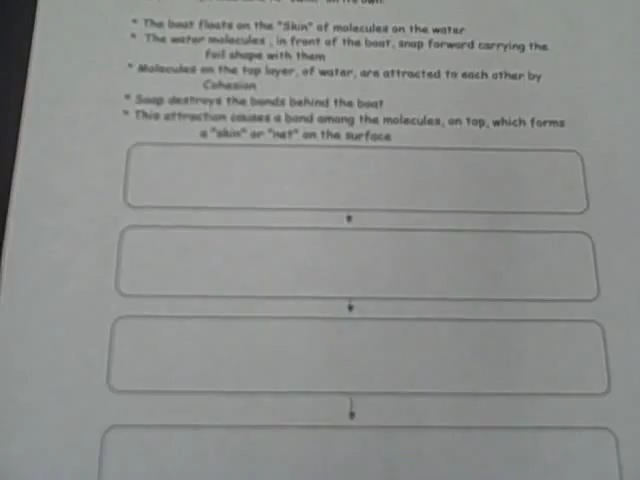 * The boat floats on the "Skin" of molecules on the water
* The water molecules , in front of the boat, snap forward carrying the
foil shape with them
* Molecules on the top layer, of water, are attracted to each other by
Cohesion
* Soap destroys the bonds behind the boat
* This attraction causes a bond among the molecules, on top, which forms
a "skin" or "net" on the surface